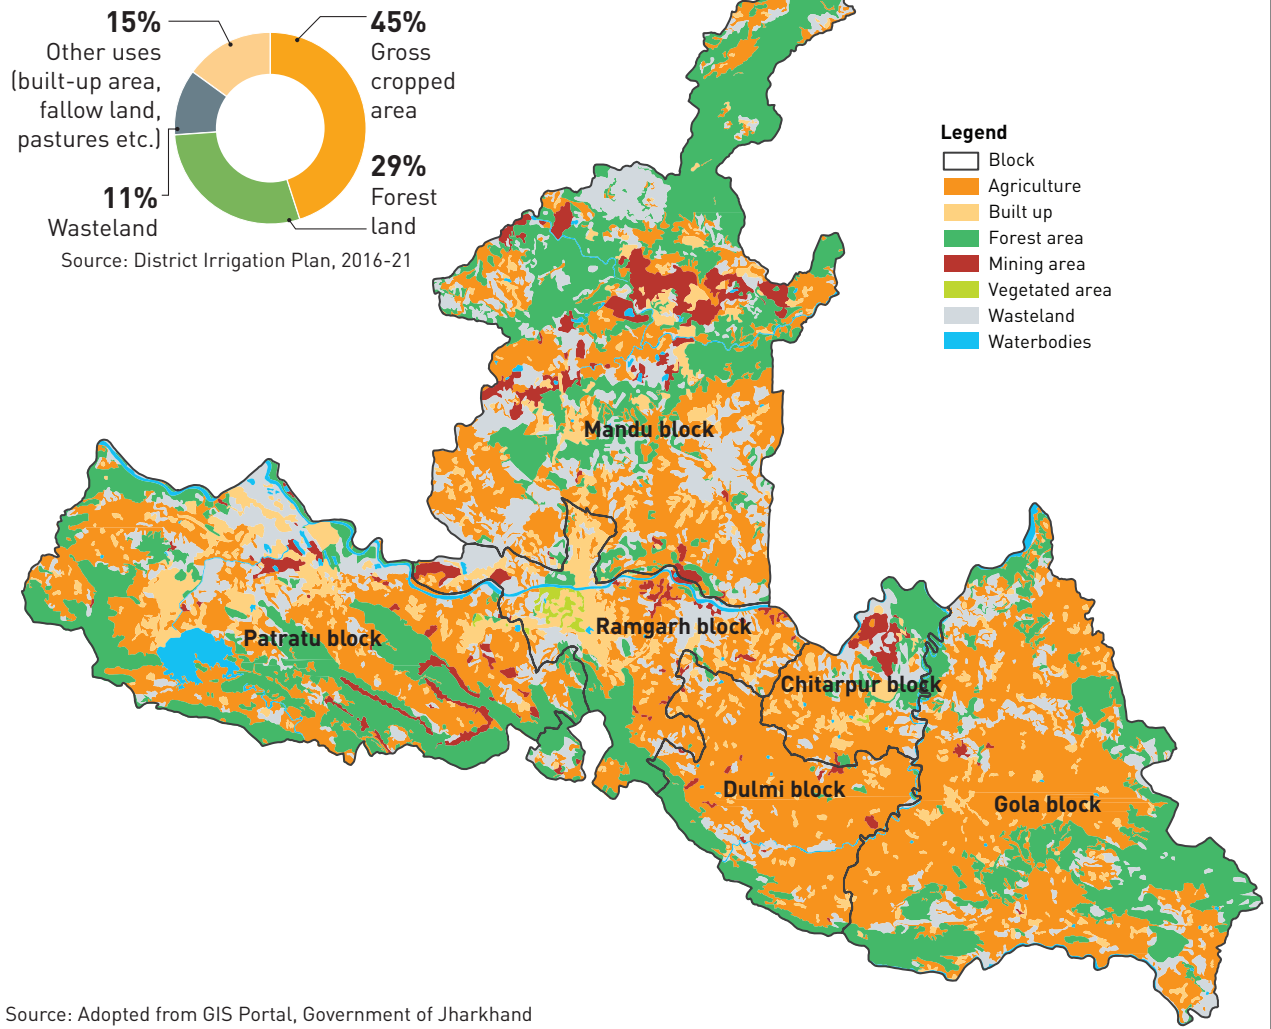 15%
Other uses
(built-up area,
fallow land,
pastures etc.)
45%
Gross
cropped
area
29%
Forest
land
11%
Wasteland
Source: District Irrigation Plan, 2016-21
Legend
Block
Agriculture
Built up
Forest area
Mining area
Vegetated area
Wasteland
Waterbodies
Mandu block
Patratu block
Ramgarh block
Chitarpur block
Dulmi block
Gola block
Source: Adopted from GIS Portal, Government of Jharkhand